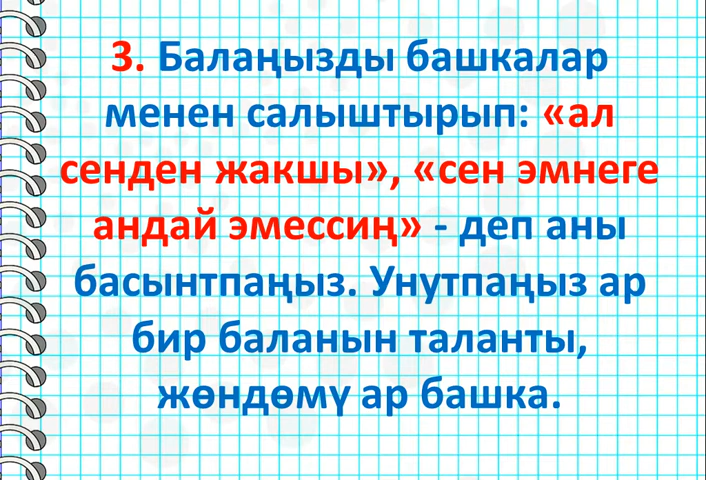 3. Балаңызды башкалар
менен салыштырып: «ал
сенден жакшы», «сен эмнеге
андай эмессиң» - деп аны
басынтпаңыз. Унутпаңыз ар
бир баланын таланты,
жөндөмү ар башка.